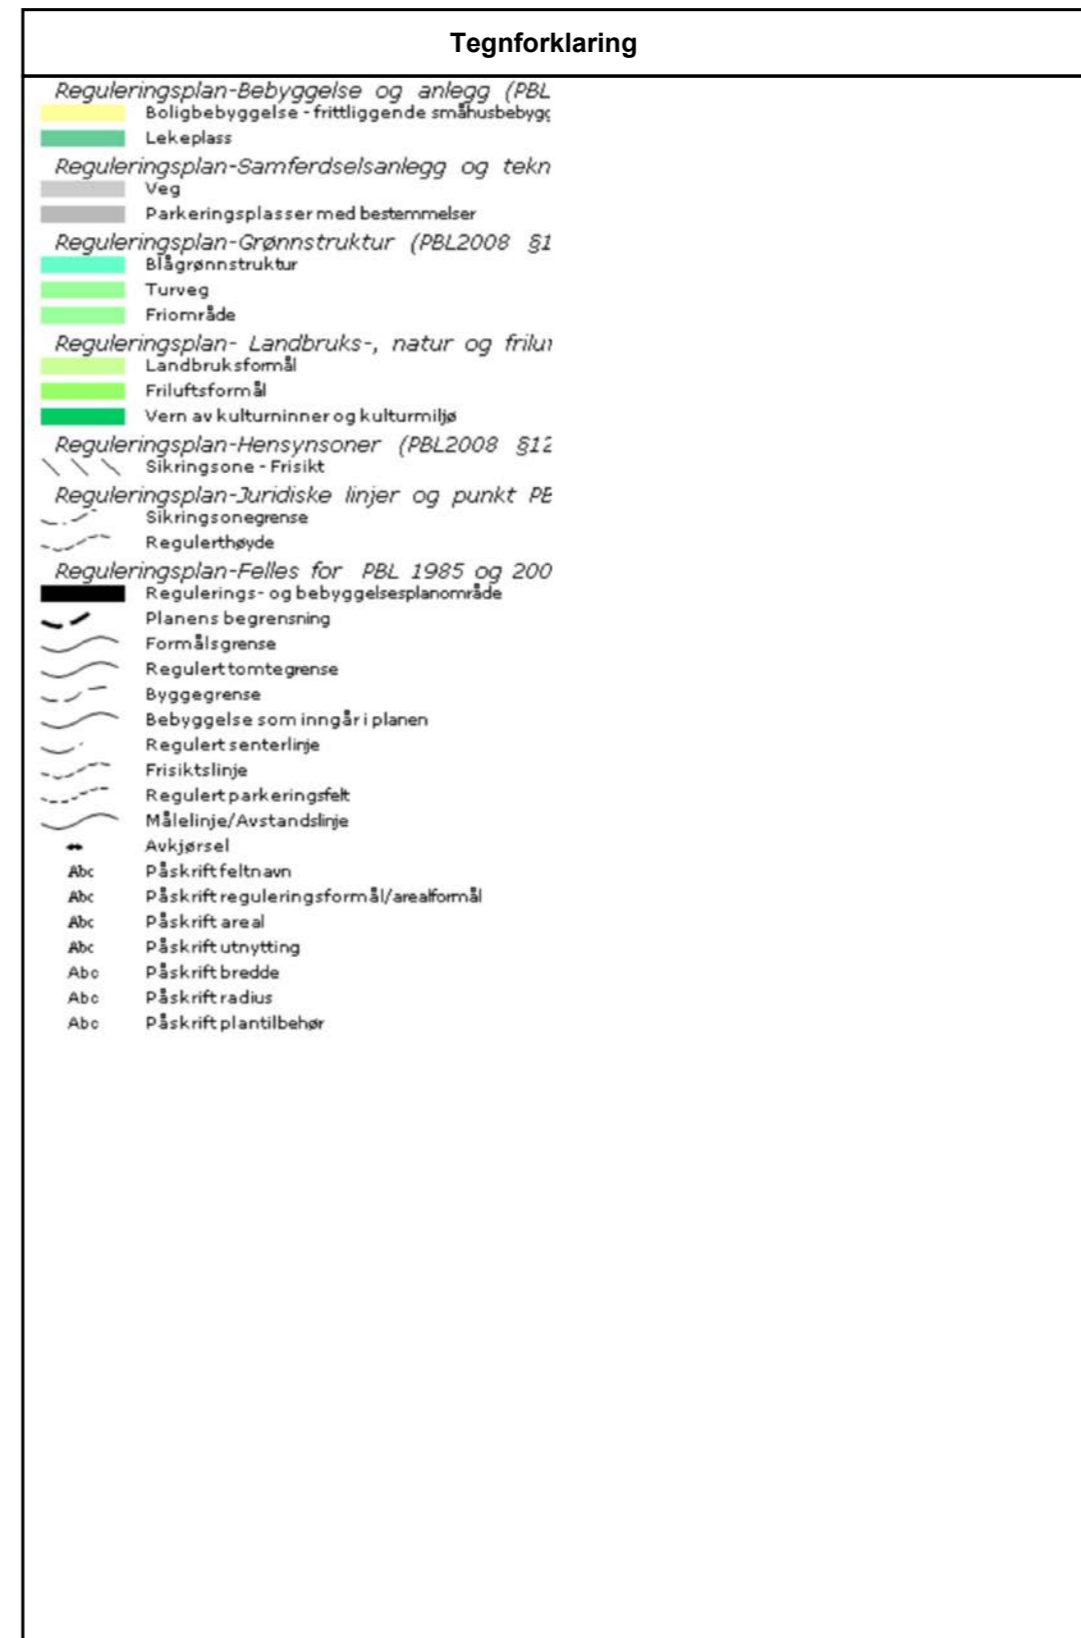 Tegnforklaring
Reguleringsplan-Bebyggelse og anlegg (PBL
Boligbebyggelse - frittliggende småhusbebygg
Lekeplass
Reguleringsplan-Samferdselsanlegg og tekn
Veg
Parkeringsplasser med bestemmelser
Reguleringsplan-Grønnstruktur (PBL2008 §1
Blågrønnstruktur
Turveg
Friområde
Reguleringsplan- Landbruks-, natur og frilu
Landbruksformål
Friluftsformål
Vern av kulturninner og kulturmiljø
Reguleringsplan-Hensynsoner (PBL2008 §12
Sikringsone - Frisikt
Reguleringsplan-Juridiske linjer og punkt PB
Sikringsonegrense
Regulerthøyde
Reguleringsplan-Felles for PBL 1985 og 200
Regulerings- og bebyggelsesplanområde
Planens begrensning
Formålsgrense
Regulert tomtegrense
Byggegrense
Bebyggelse som inngår i planen
Regulert senterlinje
Frisiktslinje
Regulert parkeringsfelt
Målelinje/Avstandslinje
Avkjørsel
Abc Påskrift feltnavn
Abc Påskrift reguleringsformål/arealformål
Abc Påskrift areal
Abc Påskrift utnytting
Abc Påskrift bredde
Abc Påskrift radius
Abc Påskrift plantilbehør